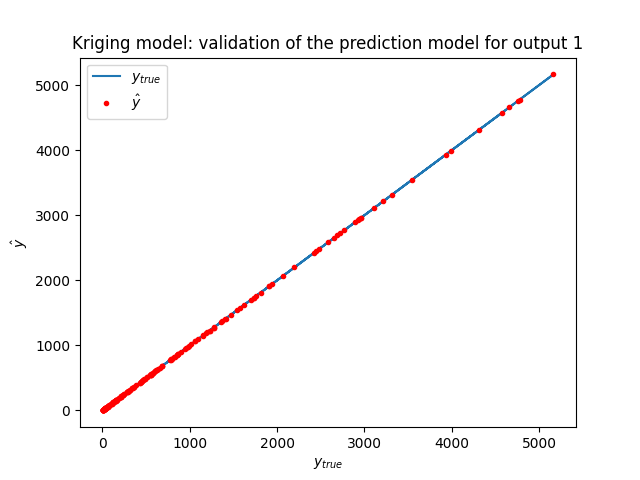 Kriging model: validation of the prediction model for output 1
y_true
ŷ
5000
4000
3000
2000
1000
0
ŷ
0 1000 2000 3000 4000 5000
y_true